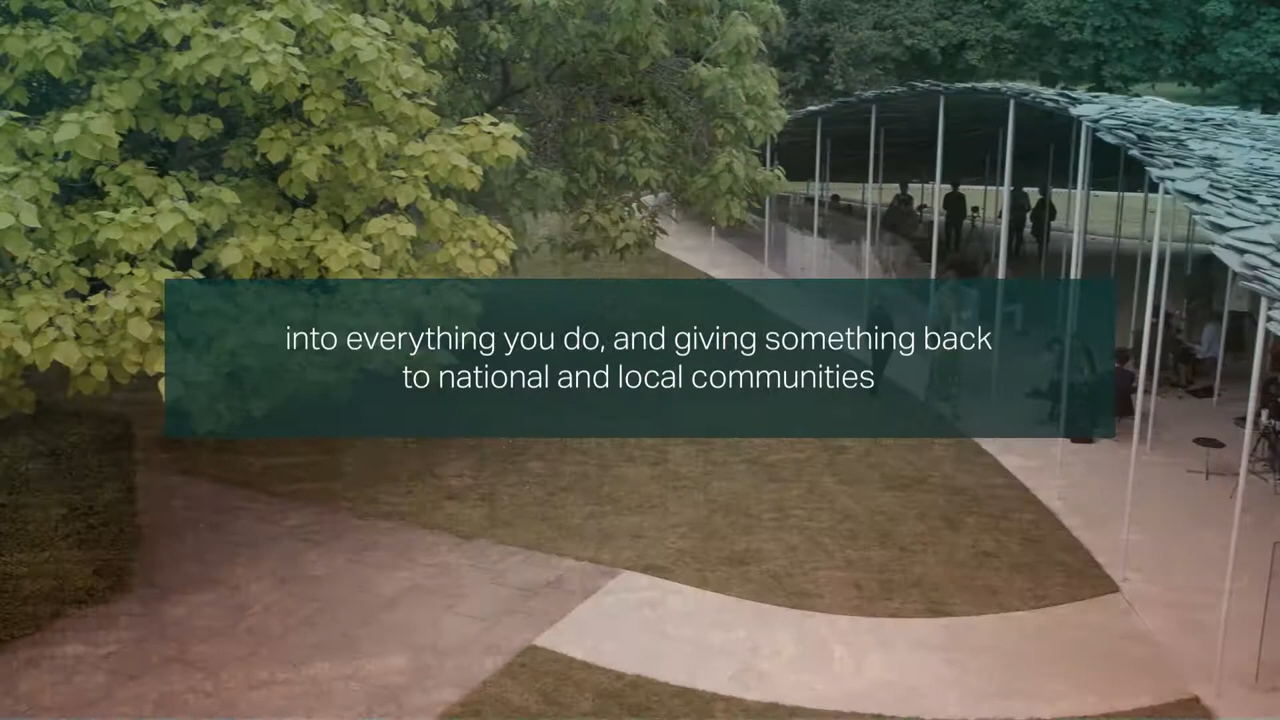 into everything you do, and giving something back
to national and local communities